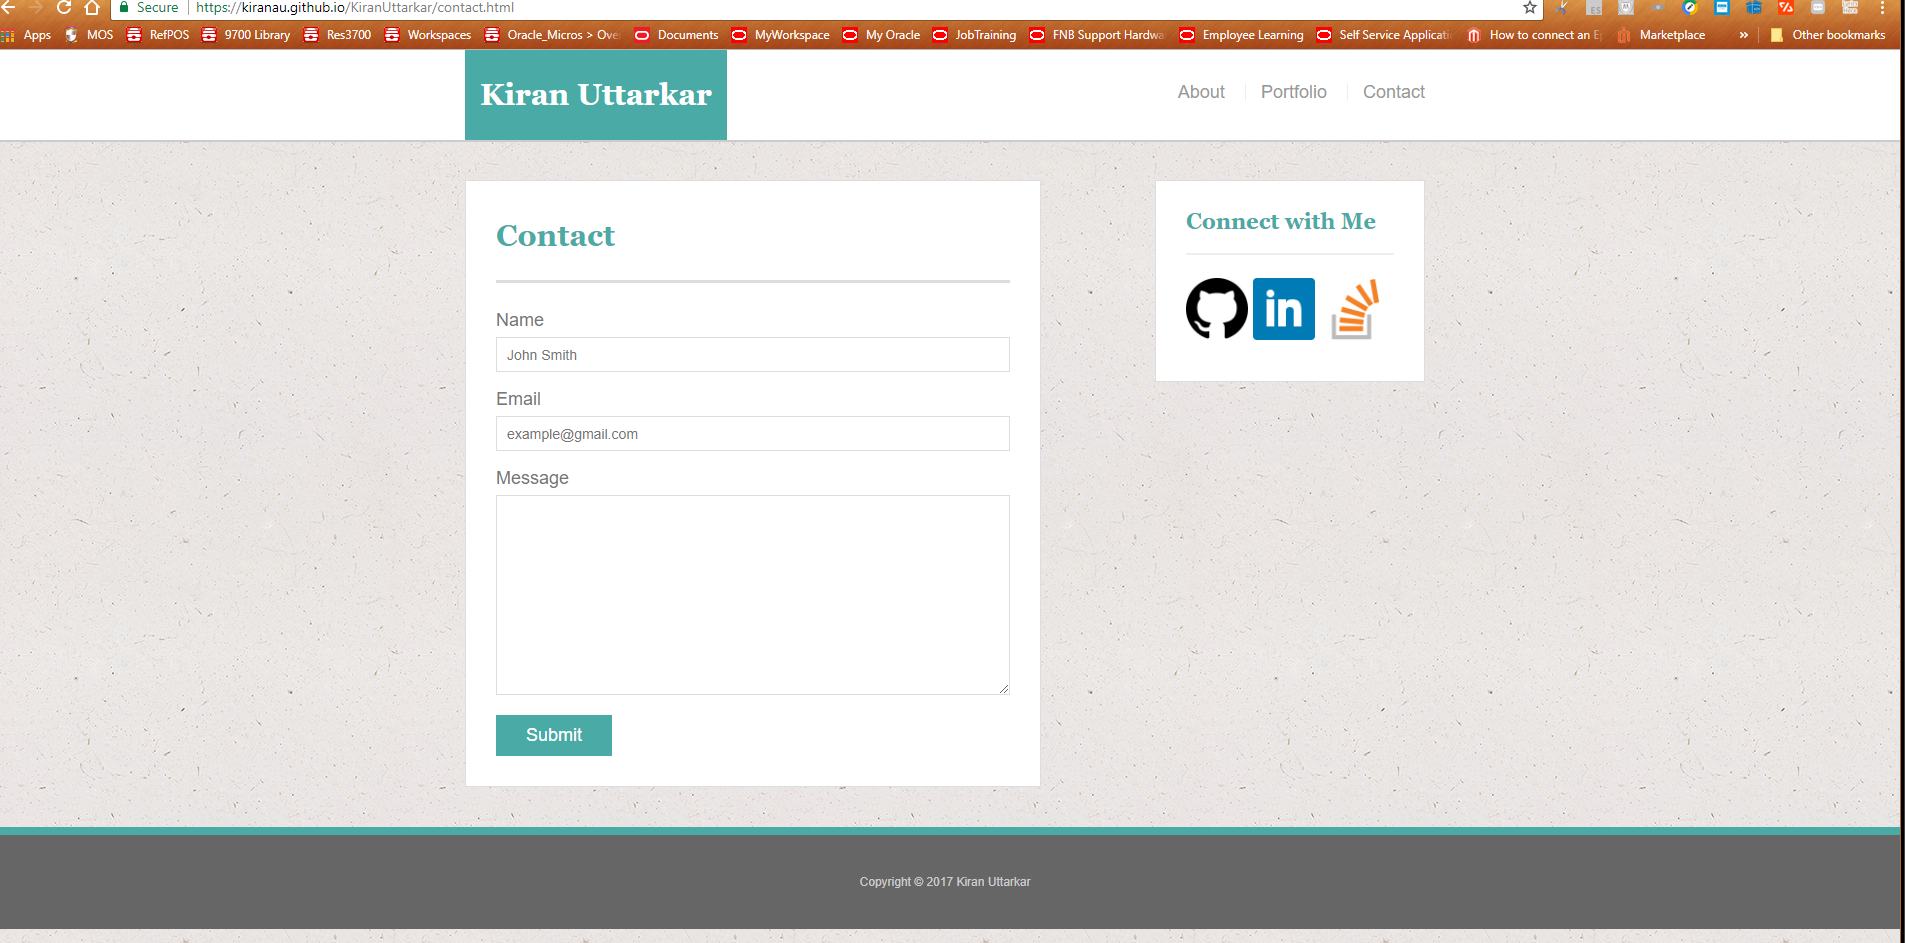 Secure https://kiranau.github.io/KiranUttarkar/contact.html
Apps MOS RefPOS 9700 Library Res3700 Workspaces Oracle_Micros > Ove Documents MyWorkspace My Oracle JobTraining FNB Support Hardwa Employee Learning Self Service Applicati How to connect an Ep Marketplace » Other bookmarks
Kiran Uttarkar
About Portfolio Contact
Contact
Name
John Smith
Email
example@gmail.com
Message
Submit
Connect with Me
in
Copyright © 2017 Kiran Uttarkar